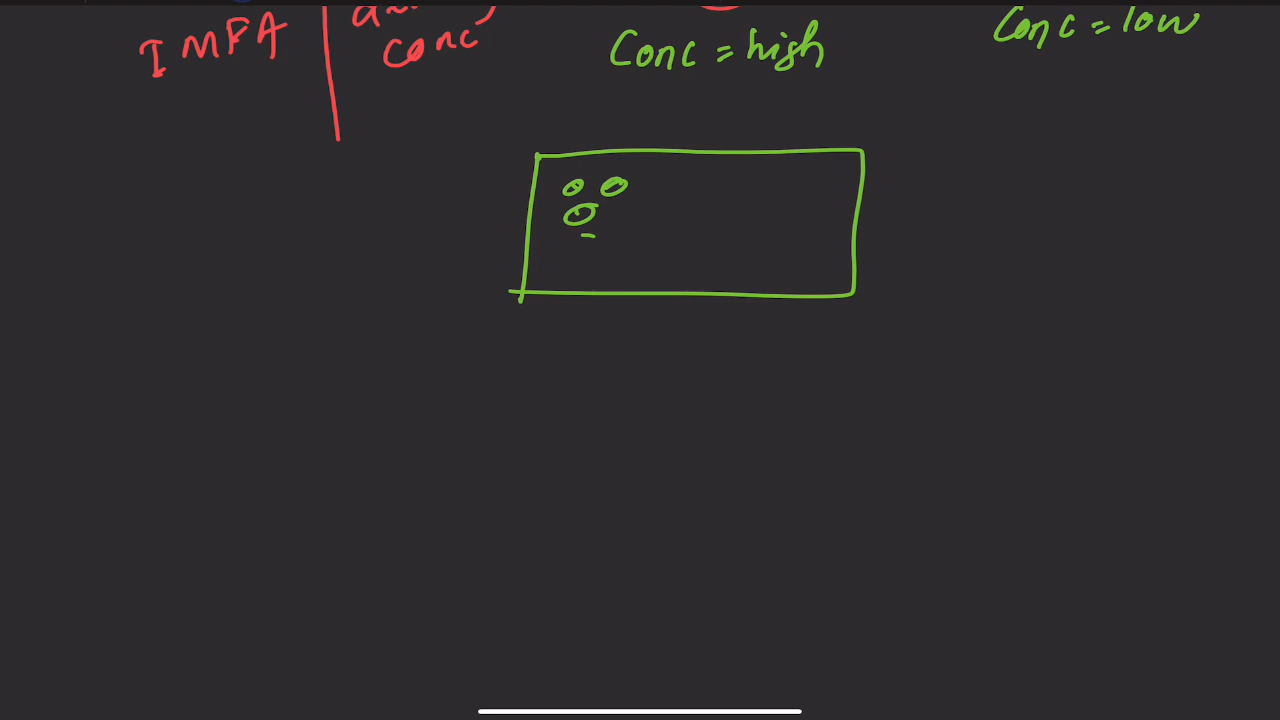 IMFA
conc
Conc = high
Conc = low